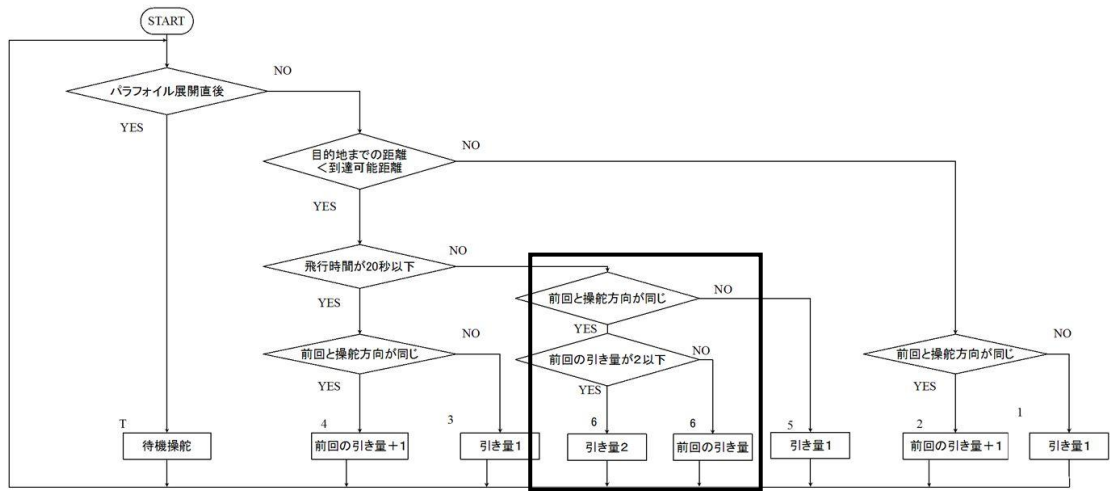 START
NO
パラフォイル展開直後
YES
NO
目的地までの距離
<到達可能距離
YES
NO
飛行時間が20秒以下
YES
前回と操舵方向が同じ
NO
YES
NO
前回と操舵方向が同じ
YES
NO
前回の引き量が2以下
NO
YES
NO
前回と操舵方向が同じ
YES
T
待機操舵
4
前回の引き量+1
3
引き量1
6
引き量2
6
前回の引き量
5
引き量1
2
前回の引き量+1
1
引き量1